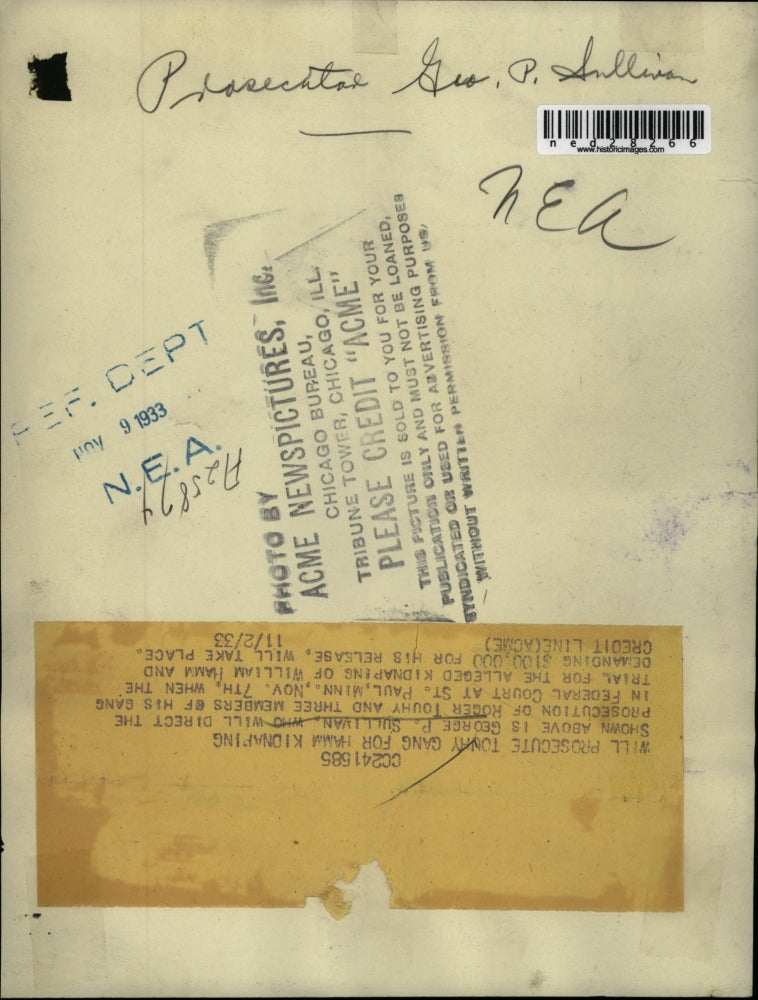 Prosecutor Geo. P. Sullivan
ned28266
www.historicimages.com
NEA
REF. DEPT
NOV 9 1933
N.E.A.
PHOTO BY
ACME NEWSPICTURES, Inc.
CHICAGO BUREAU,
TRIBUNE TOWER, CHICAGO, ILL.
PLEASE CREDIT "ACME"
THIS PICTURE IS SOLD TO YOU FOR YOUR
PUBLICATION ONLY AND MUST NOT BE LOANED,
SYNDICATED OR USED FOR ADVERTISING PURPOSES
WITHOUT WRITTEN PERMISSION FROM US.
CC241585
WILL PROSECUTE TOUHY GANG FOR HAMM KIDNAPING
SHOWN ABOVE IS GEORGE P. SULLIVAN, WHO WILL DIRECT THE
PROSECUTION OF ROGER TOUHY AND THREE MEMBERS OF HIS GANG
IN FEDERAL COURT AT ST. PAUL,MINN.,NOV. 7TH, WHEN THE
TRIAL FOR THE ALLEGED KIDNAPING OF WILLIAM HAMM AND
DEMANDING $100,000 FOR HIS RELEASE, WILL TAKE PLACE.
CREDIT LINE(ACME) 11/2/33